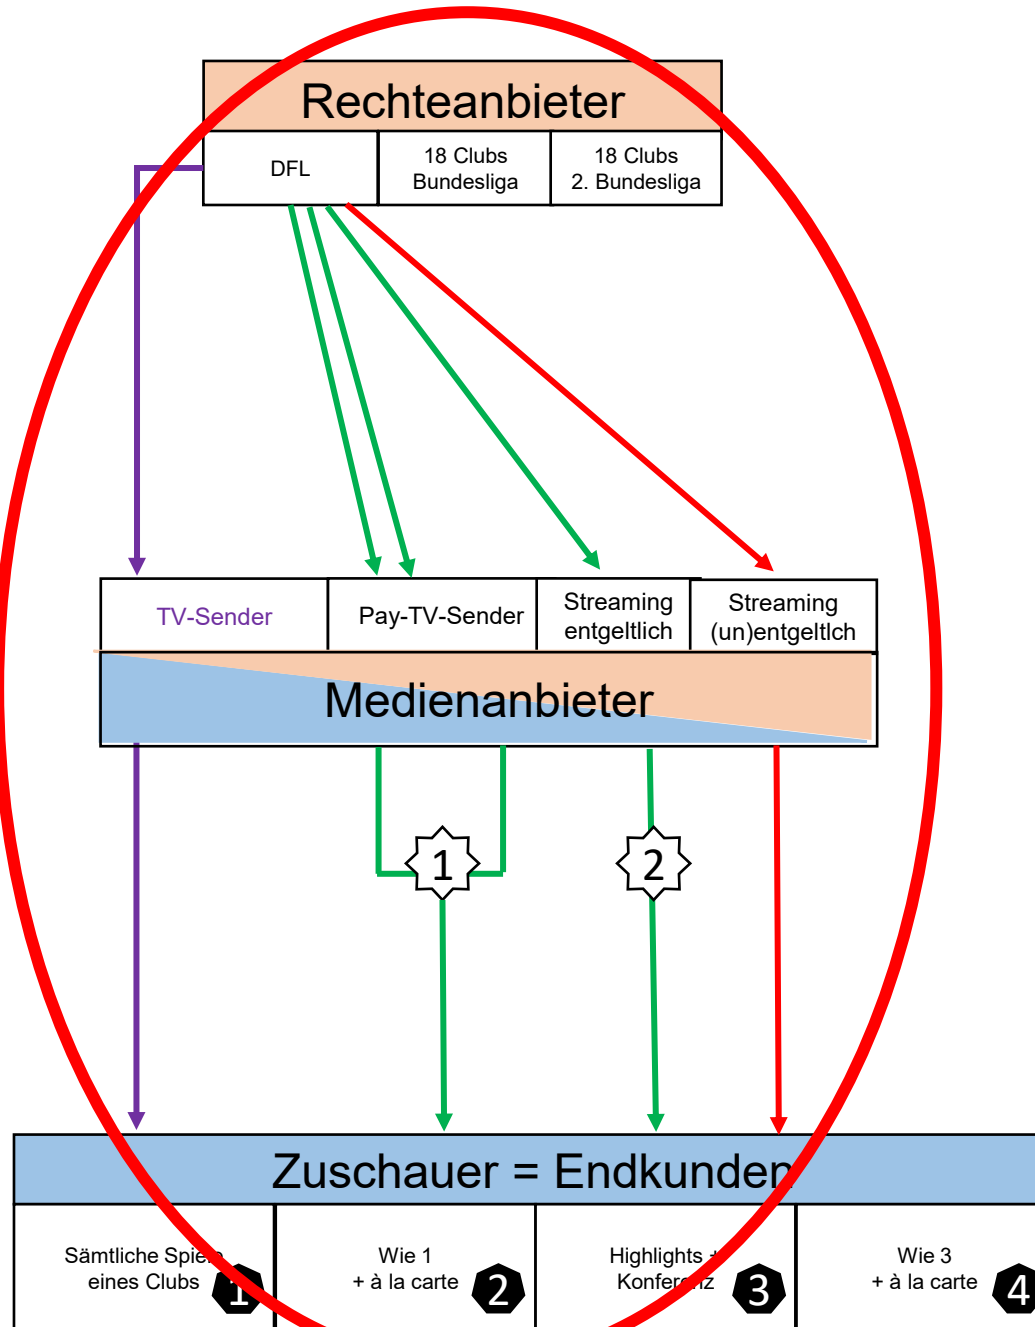 Rechteanbieter
DFL
18 Clubs
Bundesliga
18 Clubs
2. Bundesliga
TV-Sender
Pay-TV-Sender
Streaming
entgeltlich
Streaming
(un)entgeltlch
Medienanbieter
1
2
Zuschauer = Endkunden
Sämtliche Spiele
eines Clubs
1
Wie 1
+ à la carte
2
Highlights +
Konferenz
3
Wie 3
+ à la carte
4